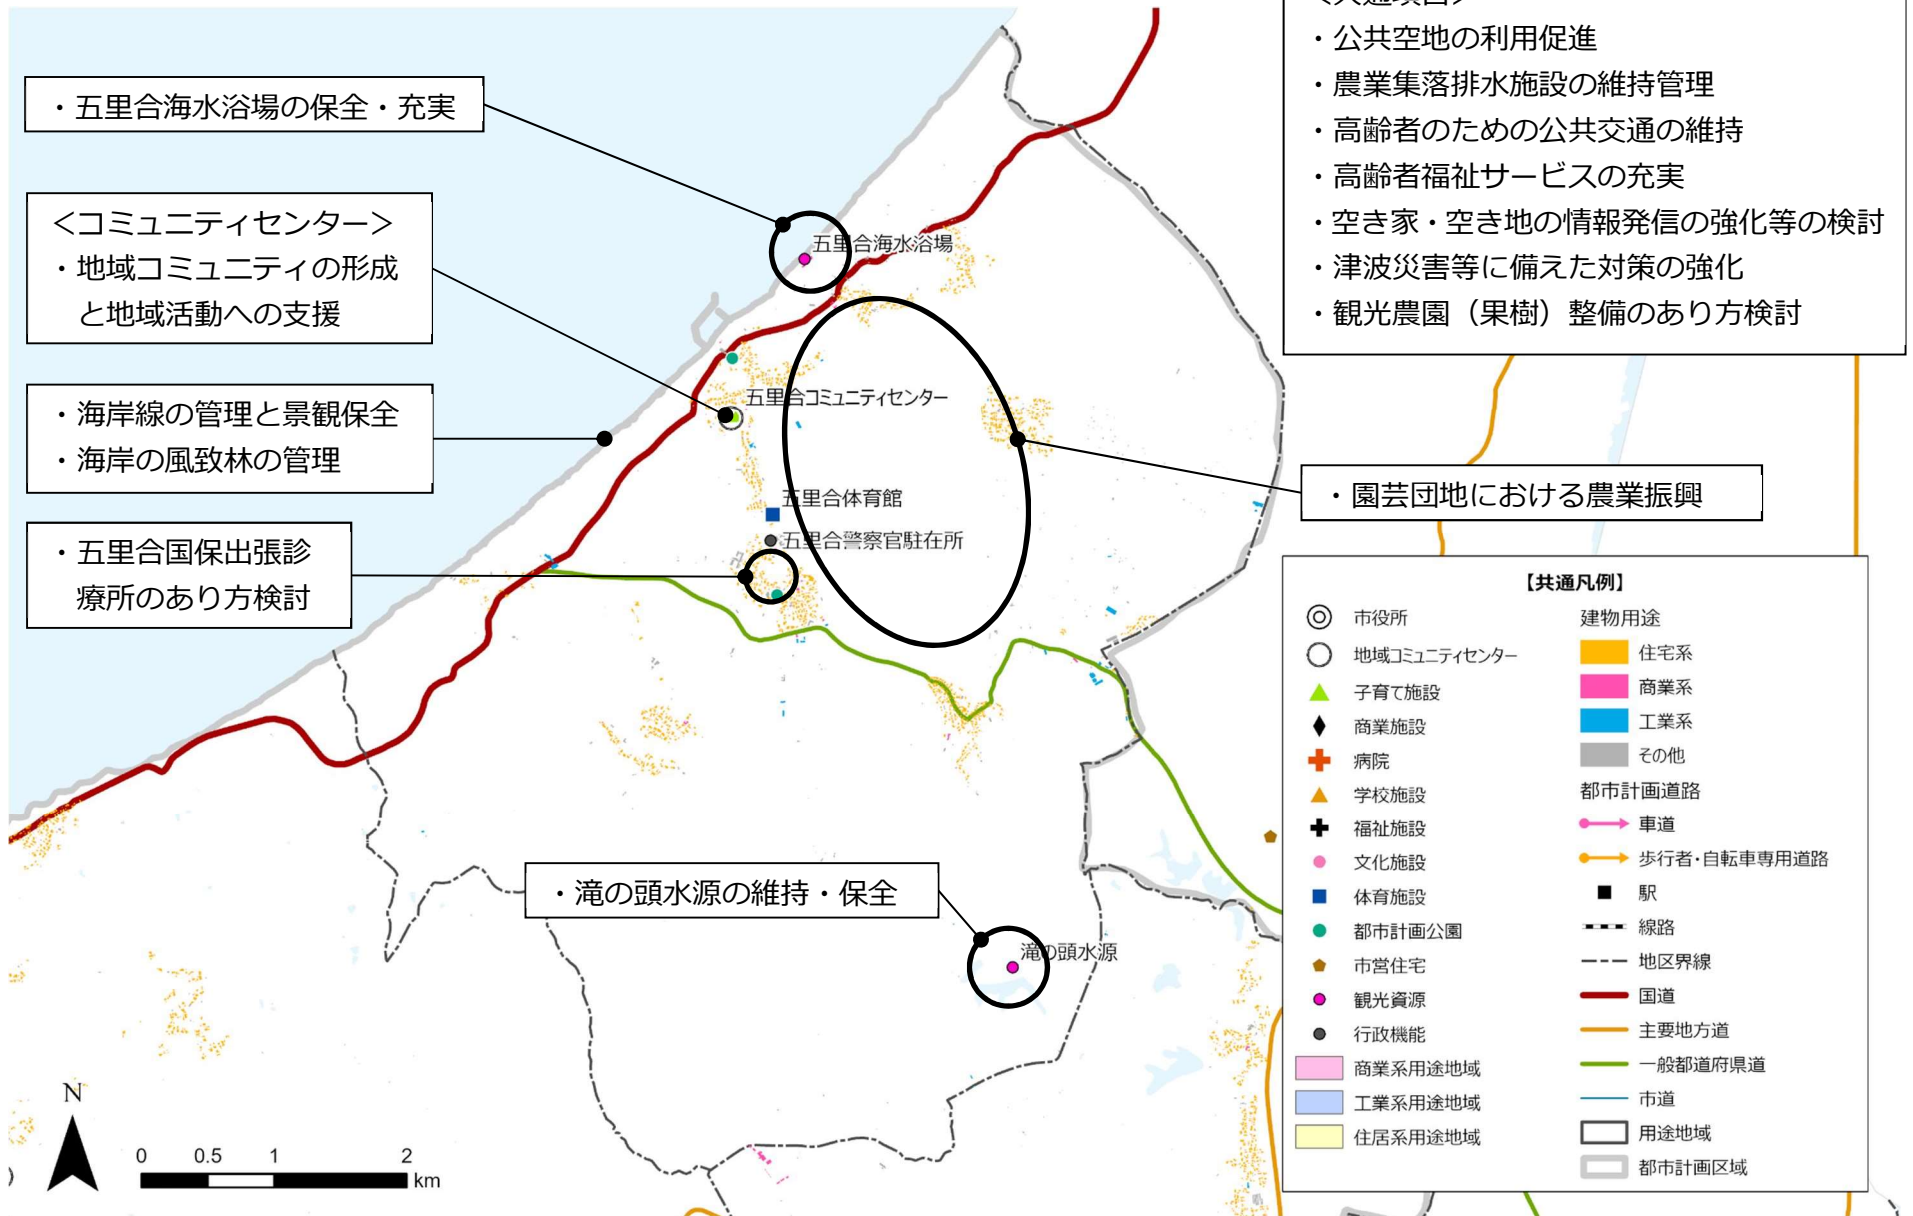 ・公共空地の利用促進
・農業集落排水施設の維持管理
・高齢者のための公共交通の維持
・高齢者福祉サービスの充実
・空き家・空き地の情報発信の強化等の検討
・津波災害等に備えた対策の強化
・観光農園（果樹）整備のあり方検討
・五里合海水浴場の保全・充実
＜コミュニティセンター＞
・地域コミュニティの形成
と地域活動への支援
・海岸線の管理と景観保全
・海岸の風致林の管理
・五里合国保出張診
療所のあり方検討
五里合海水浴場
五里合コミュニティセンター
五里合体育館
五里合警察官駐在所
・園芸団地における農業振興
・滝の頭水源の維持・保全
滝の頭水源
【共通凡例】
市役所
地域コミュニティセンター
子育て施設
商業施設
病院
学校施設
福祉施設
文化施設
体育施設
都市計画公園
市営住宅
観光資源
行政機能
商業系用途地域
工業系用途地域
住居系用途地域
建物用途
住宅系
商業系
工業系
その他
都市計画道路
車道
歩行者・自転車専用道路
駅
線路
地区界線
国道
主要地方道
一般都道府県道
市道
用途地域
都市計画区域
N
0 0.5 1 2
km